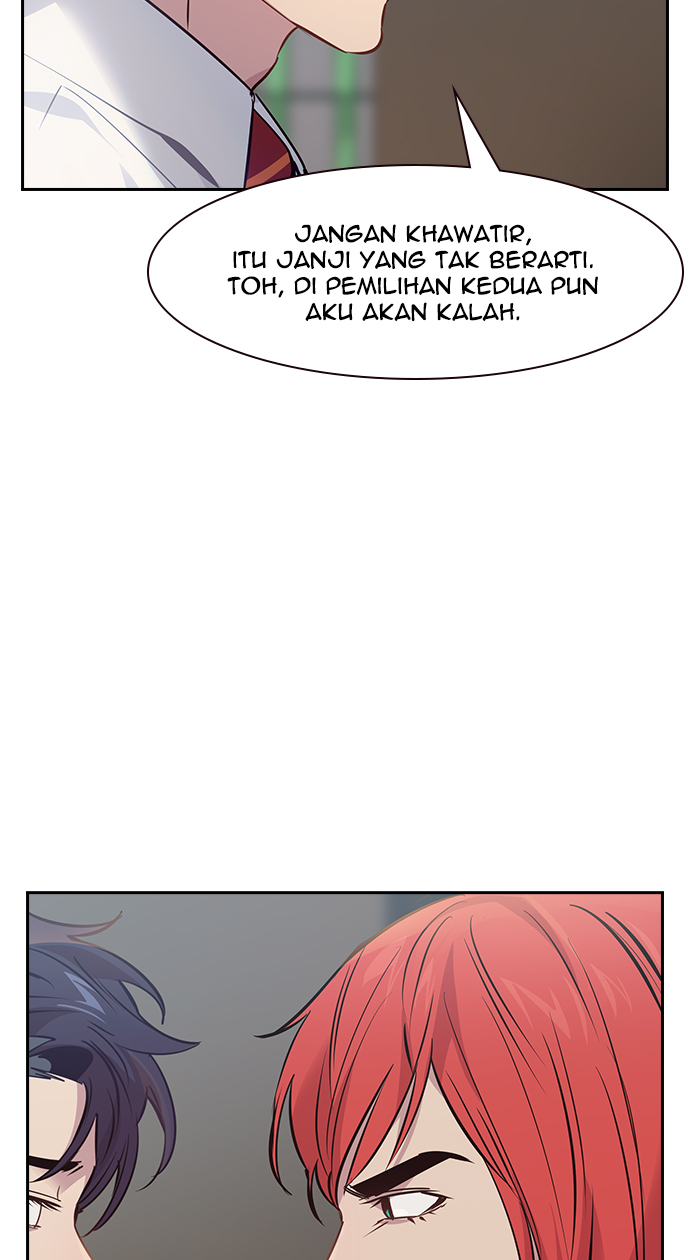 JANGAN KHAWATIR,
ITU JANJI YANG TAK BERARTI.
TOH, DI PEMILIHAN KEDUA PUN
AKU AKAN KALAH.